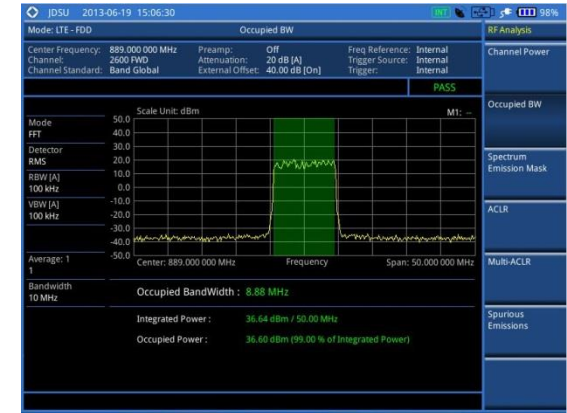 JDSU 2013-06-19 15:06:30 INT 98%
Mode: LTE - FDD Occupied BW RF Analysis
Center Frequency: 889.000 000 MHz Preamp: Off Freq Reference: Internal
Channel: 2600 FWD Attenuation: 20 dB [A] Trigger Source: Internal
Channel Standard: Band Global External Offset: 40.00 dB [On] Trigger: Internal
Channel Power
PASS
Occupied BW
Scale Unit: dBm M1: --
Mode
FFT
Detector
RMS
RBW [A]
100 kHz
VBW [A]
100 kHz
Average: 1
1
Bandwidth
10 MHz
50.0
40.0
30.0
20.0
10.0
0.0
-10.0
-20.0
-30.0
-40.0
-50.0
Center: 889.000 000 MHz Frequency Span: 50.000 000 MHz
Occupied BandWidth : 8.88 MHz
Integrated Power : 36.64 dBm / 50.00 MHz
Occupied Power : 36.60 dBm (99.00 % of Integrated Power)
Spectrum
Emission Mask
ACLR
Multi-ACLR
Spurious
Emissions